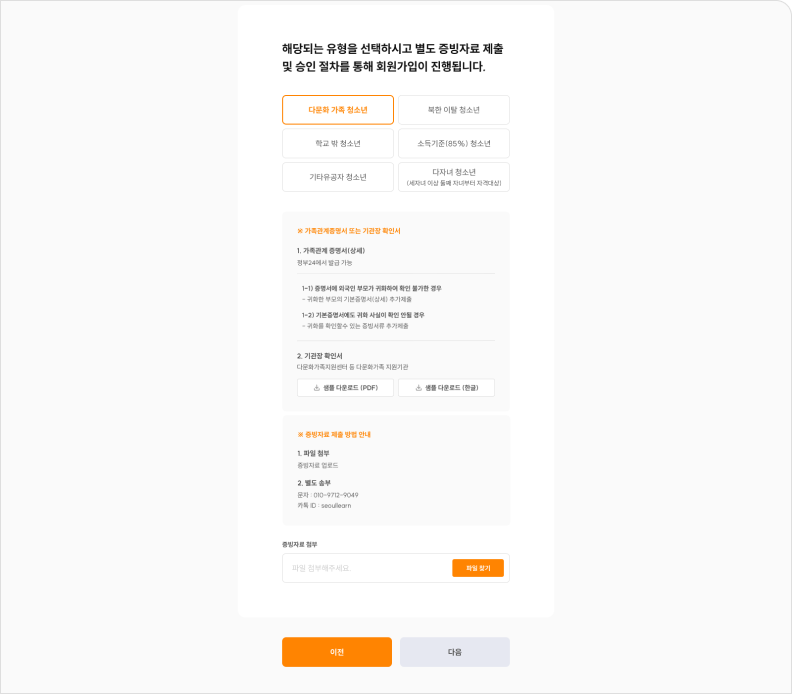 해당되는 유형을 선택하시고 별도 증빙자료 제출
및 승인 절차를 통해 회원가입이 진행됩니다.
다문화 가족 청소년
북한 이탈 청소년
학교 밖 청소년
소득기준(85%) 청소년
기타유공자 청소년
다자녀 청소년
(세자녀 이상 둘째 자녀부터 자격대상)
※ 가족관계증명서 또는 기관장 확인서
1. 가족관계 증명서(상세)
정부24에서 발급 가능
1-1) 증명서에 외국인 부모가 귀화하여 확인 불가한 경우
- 귀화한 부모의 기본증명서(상세) 추가제출
1-2) 기본증명서에도 귀화 사실이 확인 안될 경우
- 귀화를 확인할수 있는 증빙서류 추가제출
2. 기관장 확인서
다문화가족지원센터 등 다문화가족 지원기관
샘플 다운로드 (PDF)
샘플 다운로드 (한글)
※ 증빙자료 제출 방법 안내
1. 파일 첨부
증빙자료 업로드
2. 별도 송부
문자 : 010-9712-9049
카톡 ID : seoullearn
증빙자료 첨부
파일 첨부해주세요.
파일 찾기
이전
다음